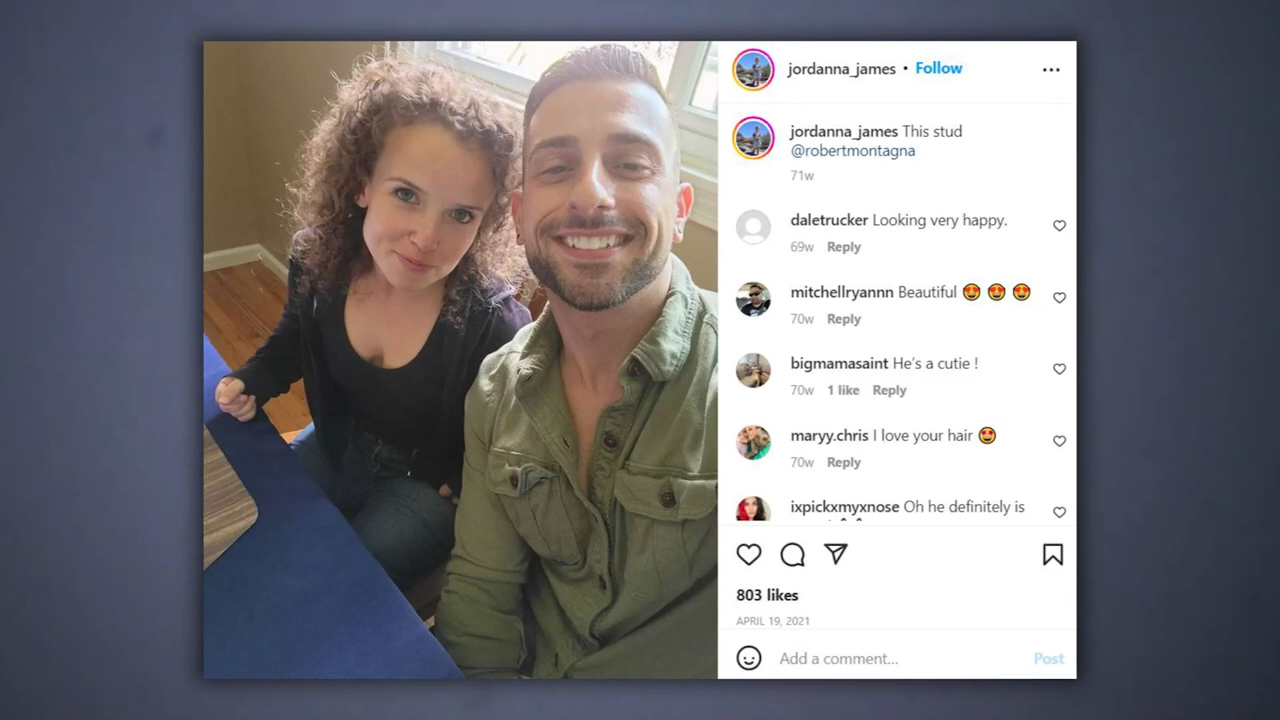 jordanna_james • Follow
jordanna_james This stud
@robertmontagna
71w
daletrucker Looking very happy.
69w Reply
mitchellryannn Beautiful 😍 😍 😍
70w Reply
bigmamasaint He's a cutie !
70w 1 like Reply
maryy.chris I love your hair 😍
70w Reply
ixpickxmyxnose Oh he definitely is
803 likes
APRIL 19, 2021
Add a comment... Post